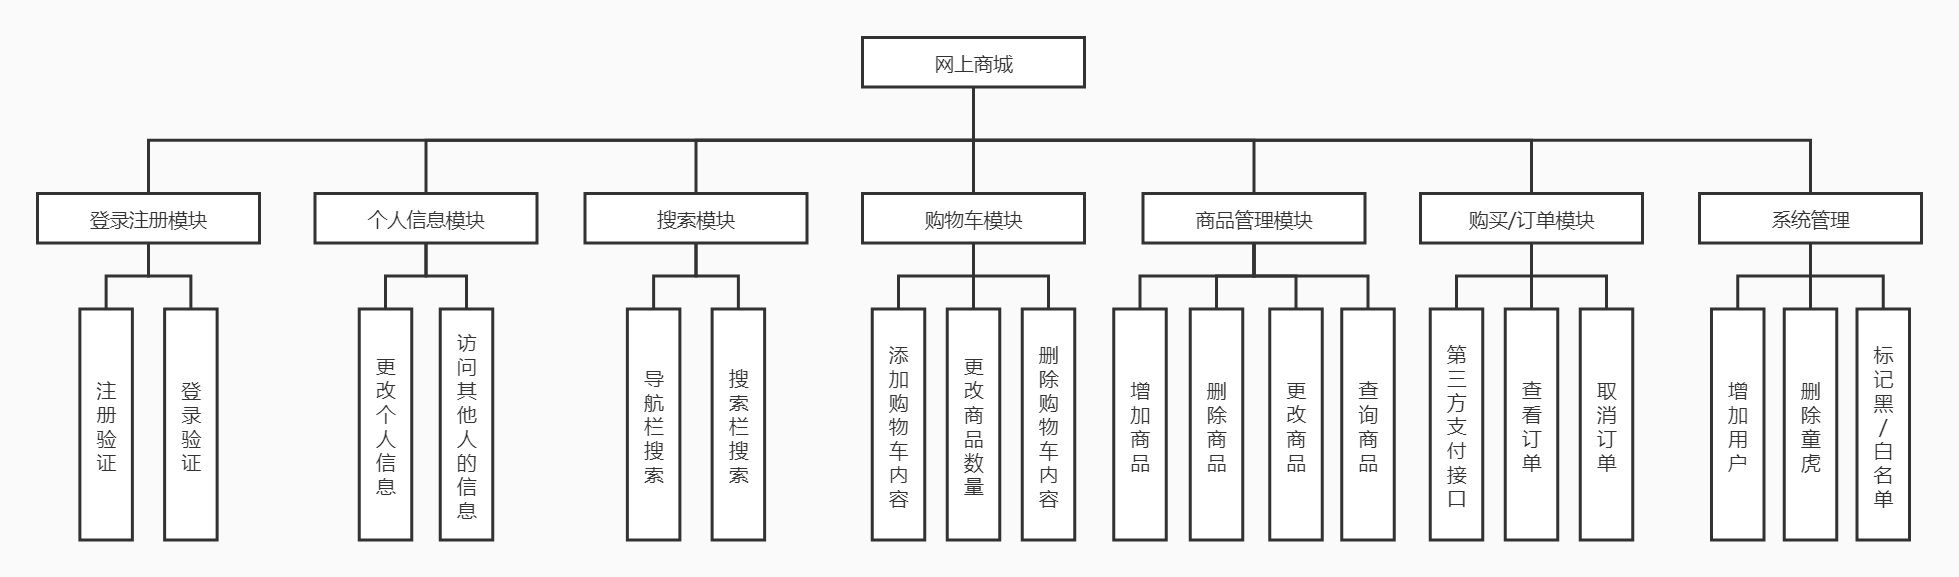 网上商城
登录注册模块
个人信息模块
搜索模块
购物车模块
商品管理模块
购买/订单模块
系统管理
注册验证
登录验证
更改个人信息
访问其他人的信息
导航栏搜索
搜索栏搜索
添加购物车内容
更改商品数量
删除购物车内容
增加商品
删除商品
更改商品
查询商品
第三方支付接口
查看订单
取消订单
增加用户
删除童虎
标记黑/白名单